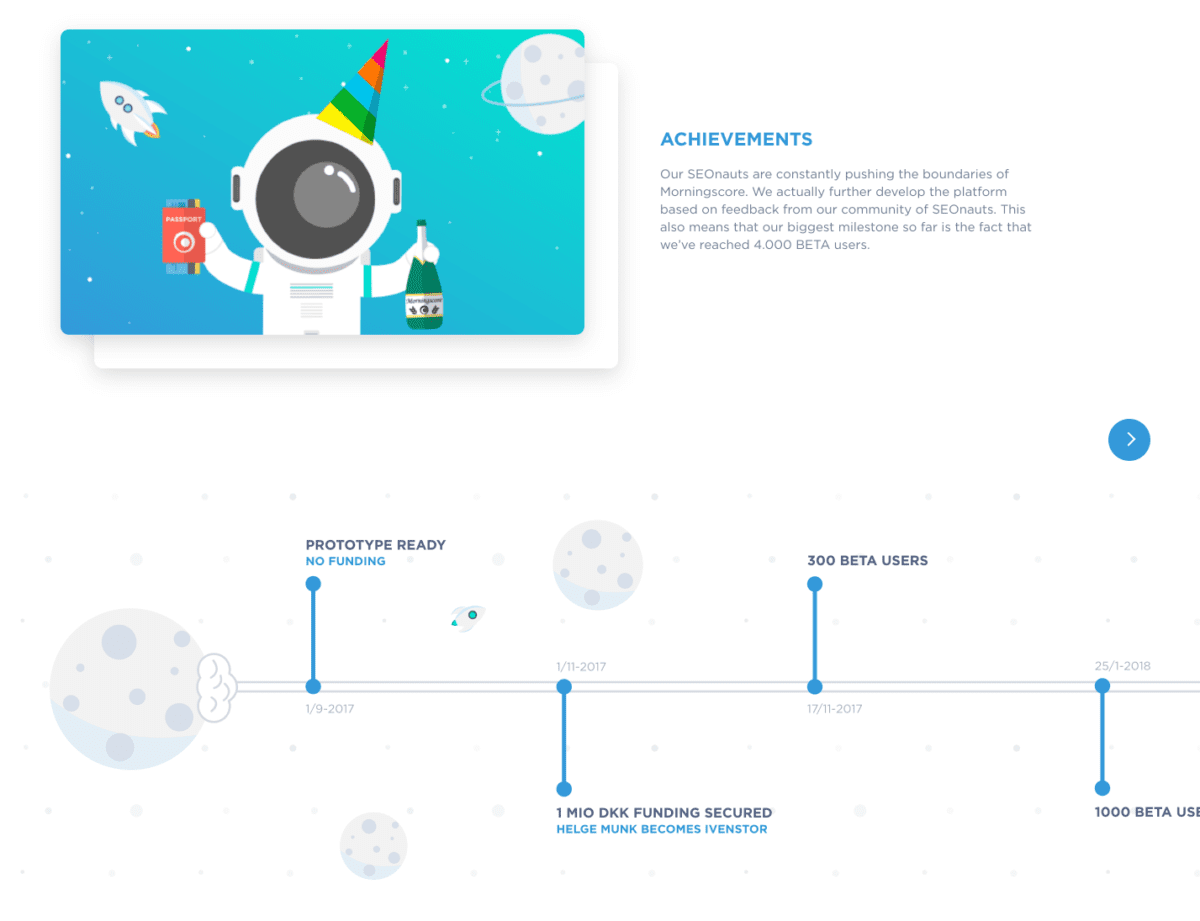 PASSPORT
Morningscore
ACHIEVEMENTS
Our SEOnauts are constantly pushing the boundaries of
Morningscore. We actually further develop the platform
based on feedback from our community of SEOnauts. This
also means that our biggest milestone so far is the fact that
we've reached 4.000 BETA users.
PROTOTYPE READY
NO FUNDING
1/9-2017
1/11-2017
1 MIO DKK FUNDING SECURED
HELGE MUNK BECOMES IVENSTOR
300 BETA USERS
17/11-2017
25/1-2018
1000 BETA USE